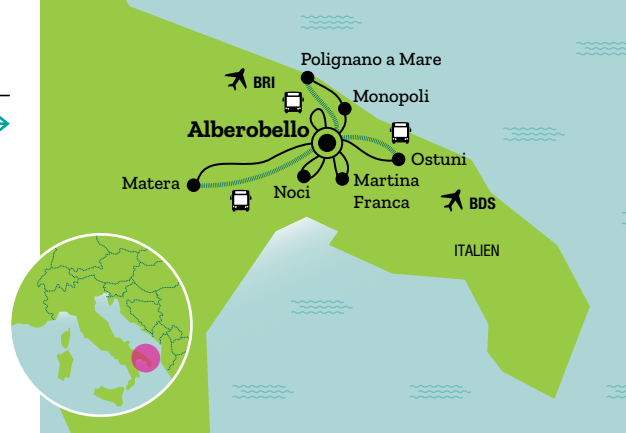 Polignano a Mare
BRI
Monopoli
Alberobello
Ostuni
Matera
Noci
Martina
Franca
BDS
ITALIEN